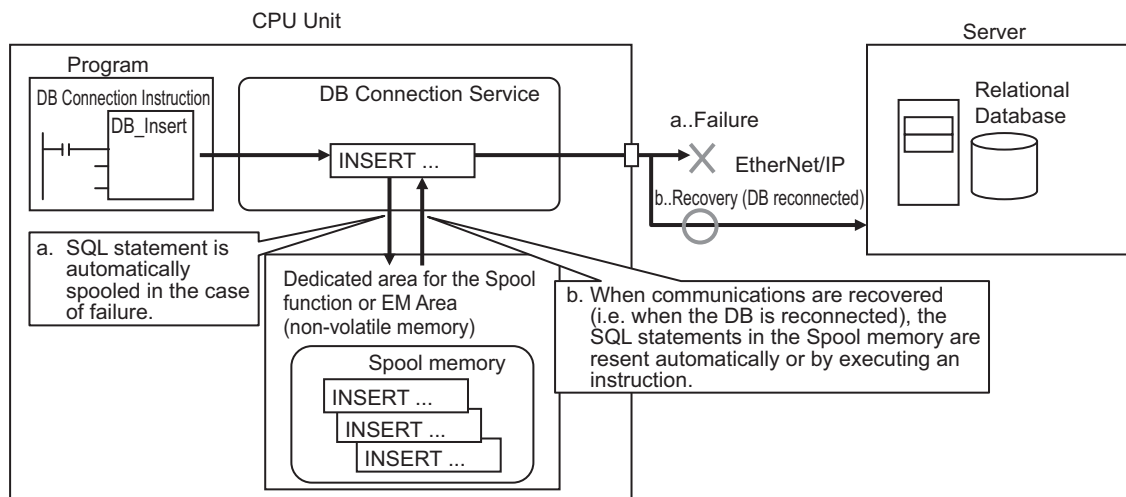 CPU Unit
Server
Program
DB Connection Instruction
DB_Insert
DB Connection Service
INSERT ...
a..Failure
EtherNet/IP
b..Recovery (DB reconnected)
Relational
Database
a. SQL statement is
automatically
spooled in the case
of failure.
Dedicated area for the Spool
function or EM Area
(non-volatile memory)
Spool memory
INSERT ...
INSERT ...
INSERT ...
b. When communications are recovered
(i.e. when the DB is reconnected), the
SQL statements in the Spool memory are
resent automatically or by executing an
instruction.